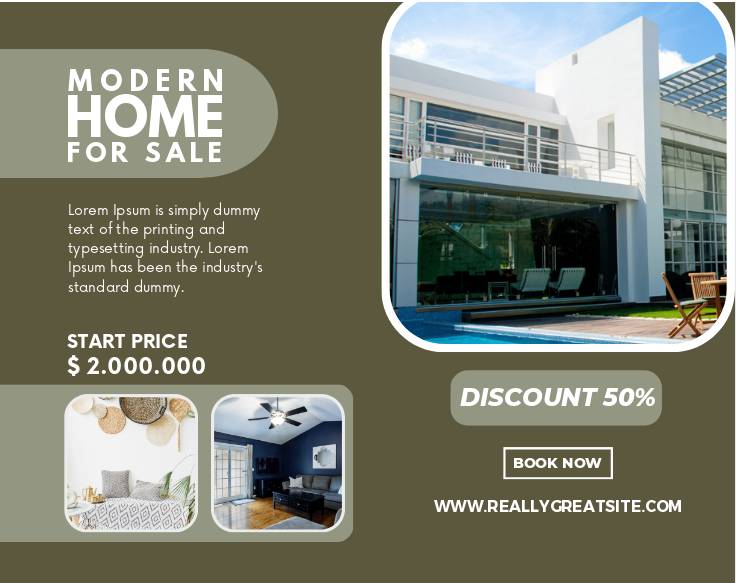 MODERN
HOME
FOR SALE
Lorem Ipsum is simply dummy
text of the printing and
typesetting industry. Lorem
Ipsum has been the industry's
standard dummy.
START PRICE
$ 2.000.000
DISCOUNT 50%
BOOK NOW
WWW.REALLYGREATSITE.COM